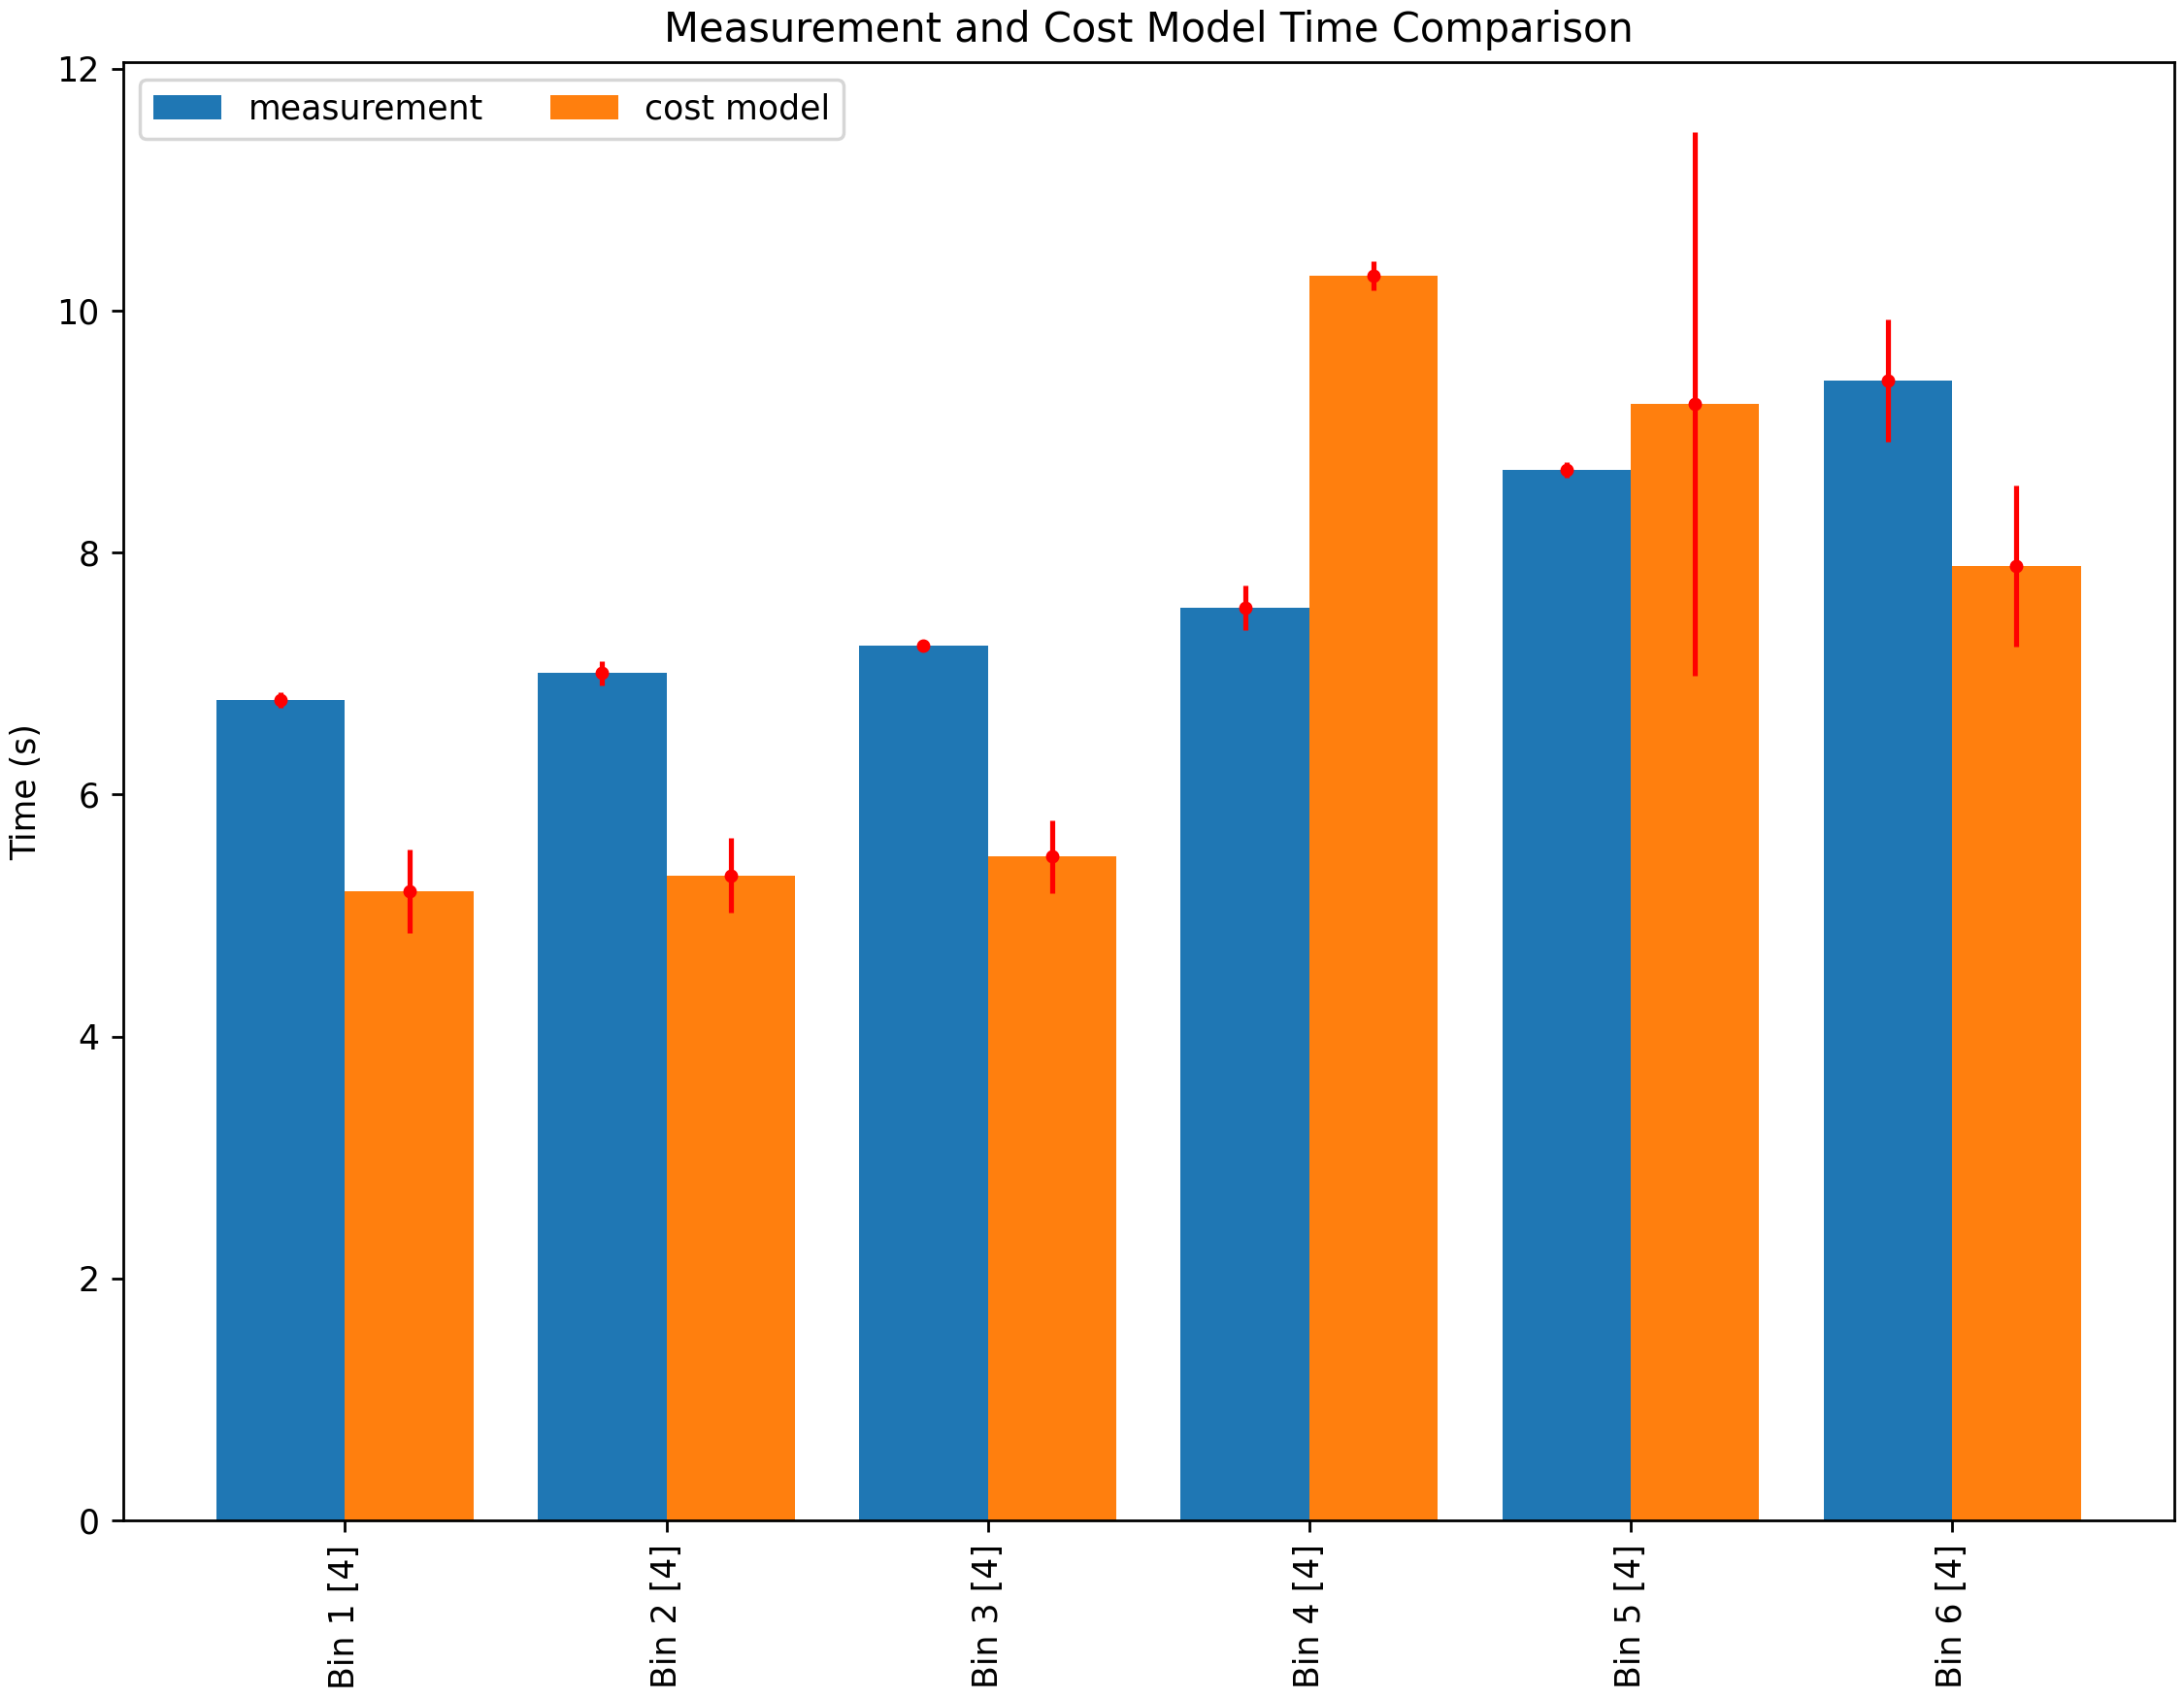 Measurement and Cost Model Time Comparison
measurement
cost model
Time (s)
12
10
8
6
4
2
0
Bin 1 [4]
Bin 2 [4]
Bin 3 [4]
Bin 4 [4]
Bin 5 [4]
Bin 6 [4]